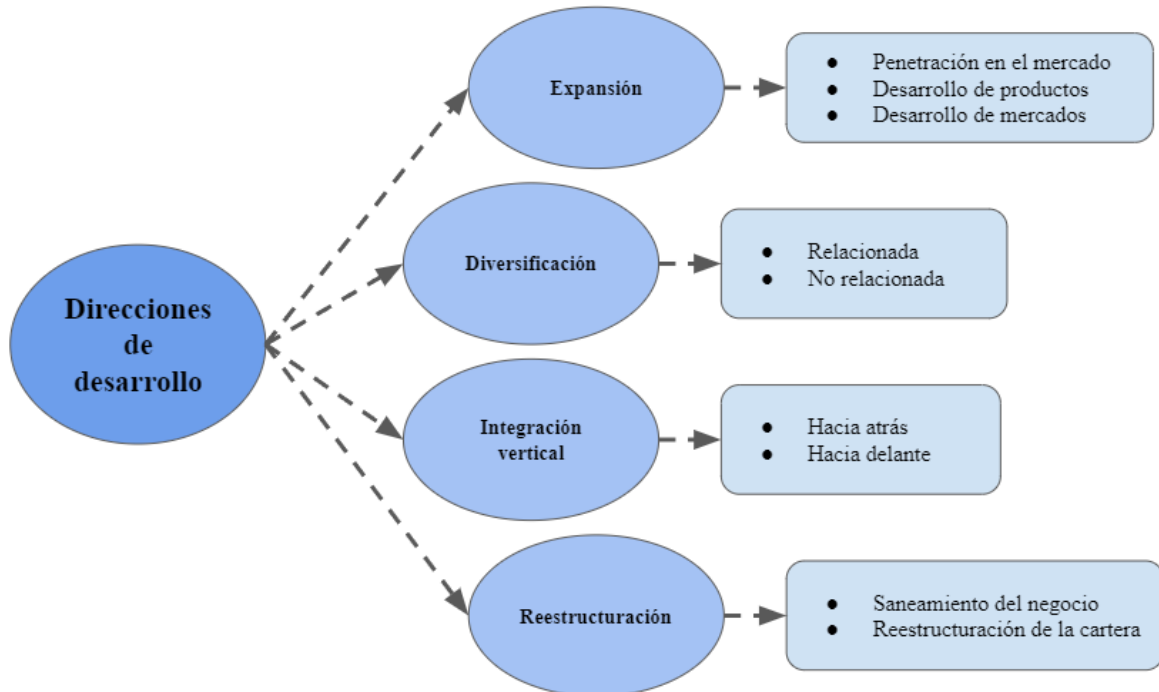 Direcciones
de
desarrollo
Expansión
● Penetración en el mercado
● Desarrollo de productos
● Desarrollo de mercados
Diversificación
● Relacionada
● No relacionada
Integración
vertical
● Hacia atrás
● Hacia delante
Reestructuración
● Saneamiento del negocio
● Reestructuración de la cartera